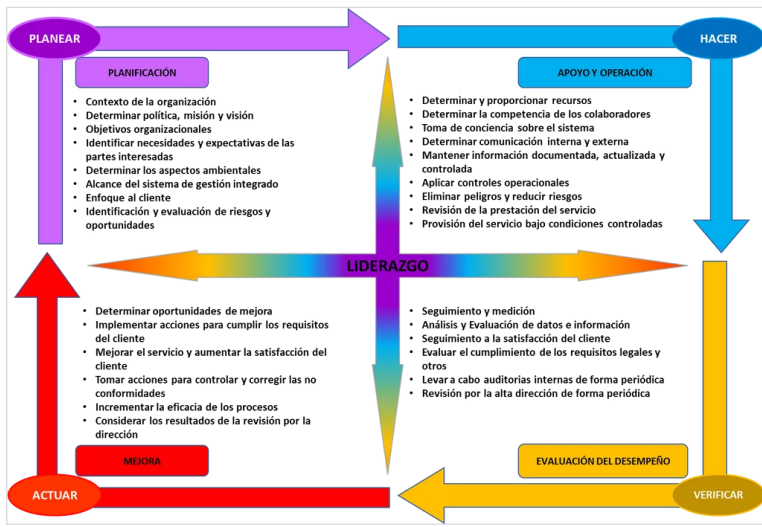 PLANEAR
HACER
PLANIFICACIÓN
• Contexto de la organización
• Determinar política, misión y visión
• Objetivos organizacionales
• Identificar necesidades y expectativas de las
partes interesadas
• Determinar los aspectos ambientales
• Alcance del sistema de gestión integrado
• Enfoque al cliente
• Identificación y evaluación de riesgos y
oportunidades
APOYO Y OPERACIÓN
• Determinar y proporcionar recursos
• Determinar la competencia de los colaboradores
• Toma de conciencia sobre el sistema
• Determinar comunicación interna y externa
• Mantener información documentada, actualizada y
controlada
• Aplicar controles operacionales
• Eliminar peligros y reducir riesgos
• Revisión de la prestación del servicio
• Provisión del servicio bajo condiciones controladas
LIDERAZGO
• Determinar oportunidades de mejora
• Implementar acciones para cumplir los requisitos
del cliente
• Mejorar el servicio y aumentar la satisfacción del
cliente
• Tomar acciones para controlar y corregir las no
conformidades
• Incrementar la eficacia de los procesos
• Considerar los resultados de la revisión por la
dirección
MEJORA
• Seguimiento y medición
• Análisis y Evaluación de datos e información
• Seguimiento a la satisfacción del cliente
• Evaluar el cumplimiento de los requisitos legales y
otros
• Levar a cabo auditorias internas de forma periódica
• Revisión por la alta dirección de forma periódica
EVALUACIÓN DEL DESEMPEÑO
ACTUAR
VERIFICAR